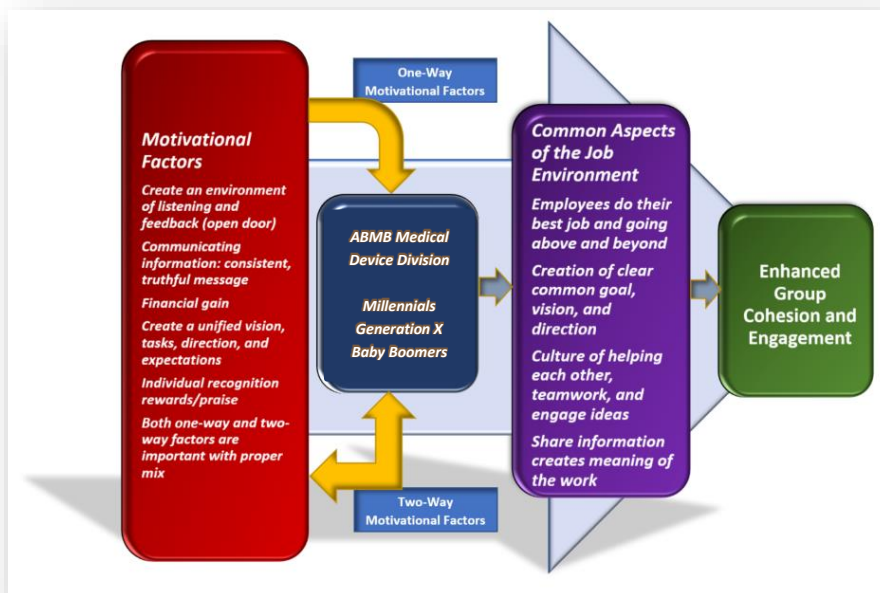 One-Way
Motivational Factors
Motivational
Factors
Create an environment
of listening and
feedback (open door)
Communicating
information: consistent,
truthful message
Financial gain
Create a unified vision,
tasks, direction, and
expectations
Individual recognition
rewards/praise
Both one-way and two-
way factors are
important with proper
mix
ABMB Medical
Device Division
Millennials
Generation X
Baby Boomers
Two-Way
Motivational Factors
Common Aspects
of the Job
Environment
Employees do their
best job and going
above and beyond
Creation of clear
common goal,
vision, and
direction
Culture of helping
each other,
teamwork, and
engage ideas
Share information
creates meaning of
the work
Enhanced
Group
Cohesion and
Engagement